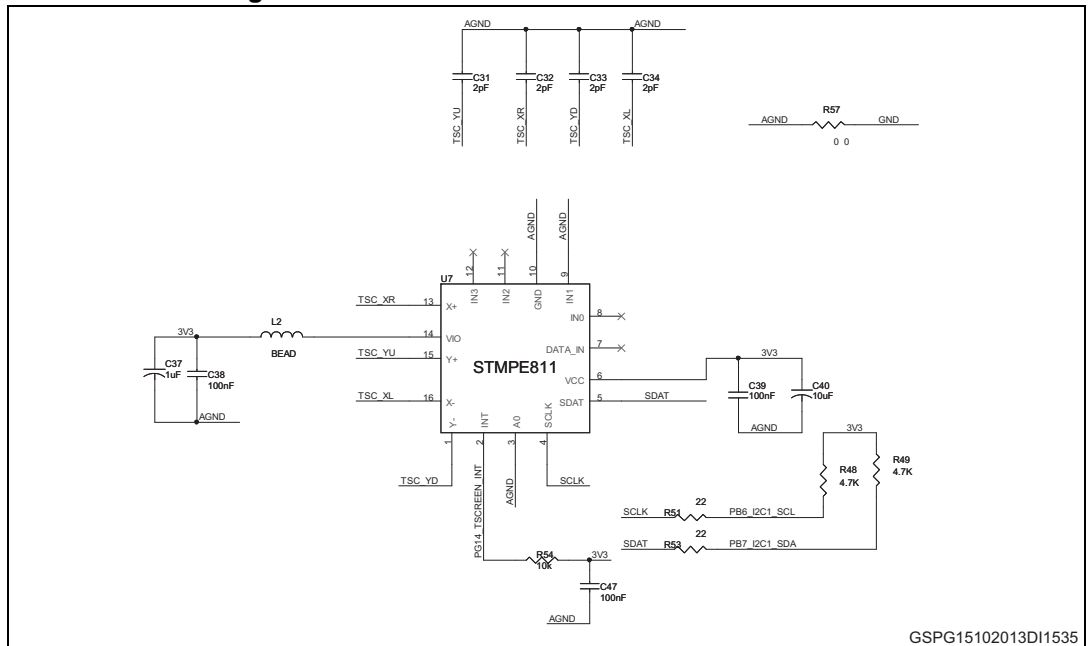 AGND AGND
C31 C32 C33 C34
2pF 2pF 2pF 2pF
TSC_YU TSC_XR TSC_YD TSC_XL
R57
AGND GND
0 0
AGND AGND
U7
12 11 10 9
IN3 IN2 GND IN1
TSC_XR 13 X+
IN0 8
L2
3V3 14 VIO
BEAD
DATA_IN 7
TSC_YU 15 Y+
STMPE811
C37
1uF
C38
100nF
AGND
VCC 6 3V3
C39
100nF
C40
10uF
AGND
TSC_XL 16 X-
SDAT 5 SDAT
Y- INT A0 SCLK
1 2 3 4
TSC_YD
PG14_TSCREEN_INT
AGND
SCLK
3V3
R48
4.7K
R49
4.7K
22
SCLK R51 PB6_I2C1_SCL
22
SDAT R53 PB7_I2C1_SDA
R54 3V3
10k
C47
100nF
AGND
GSPG15102013DI1535